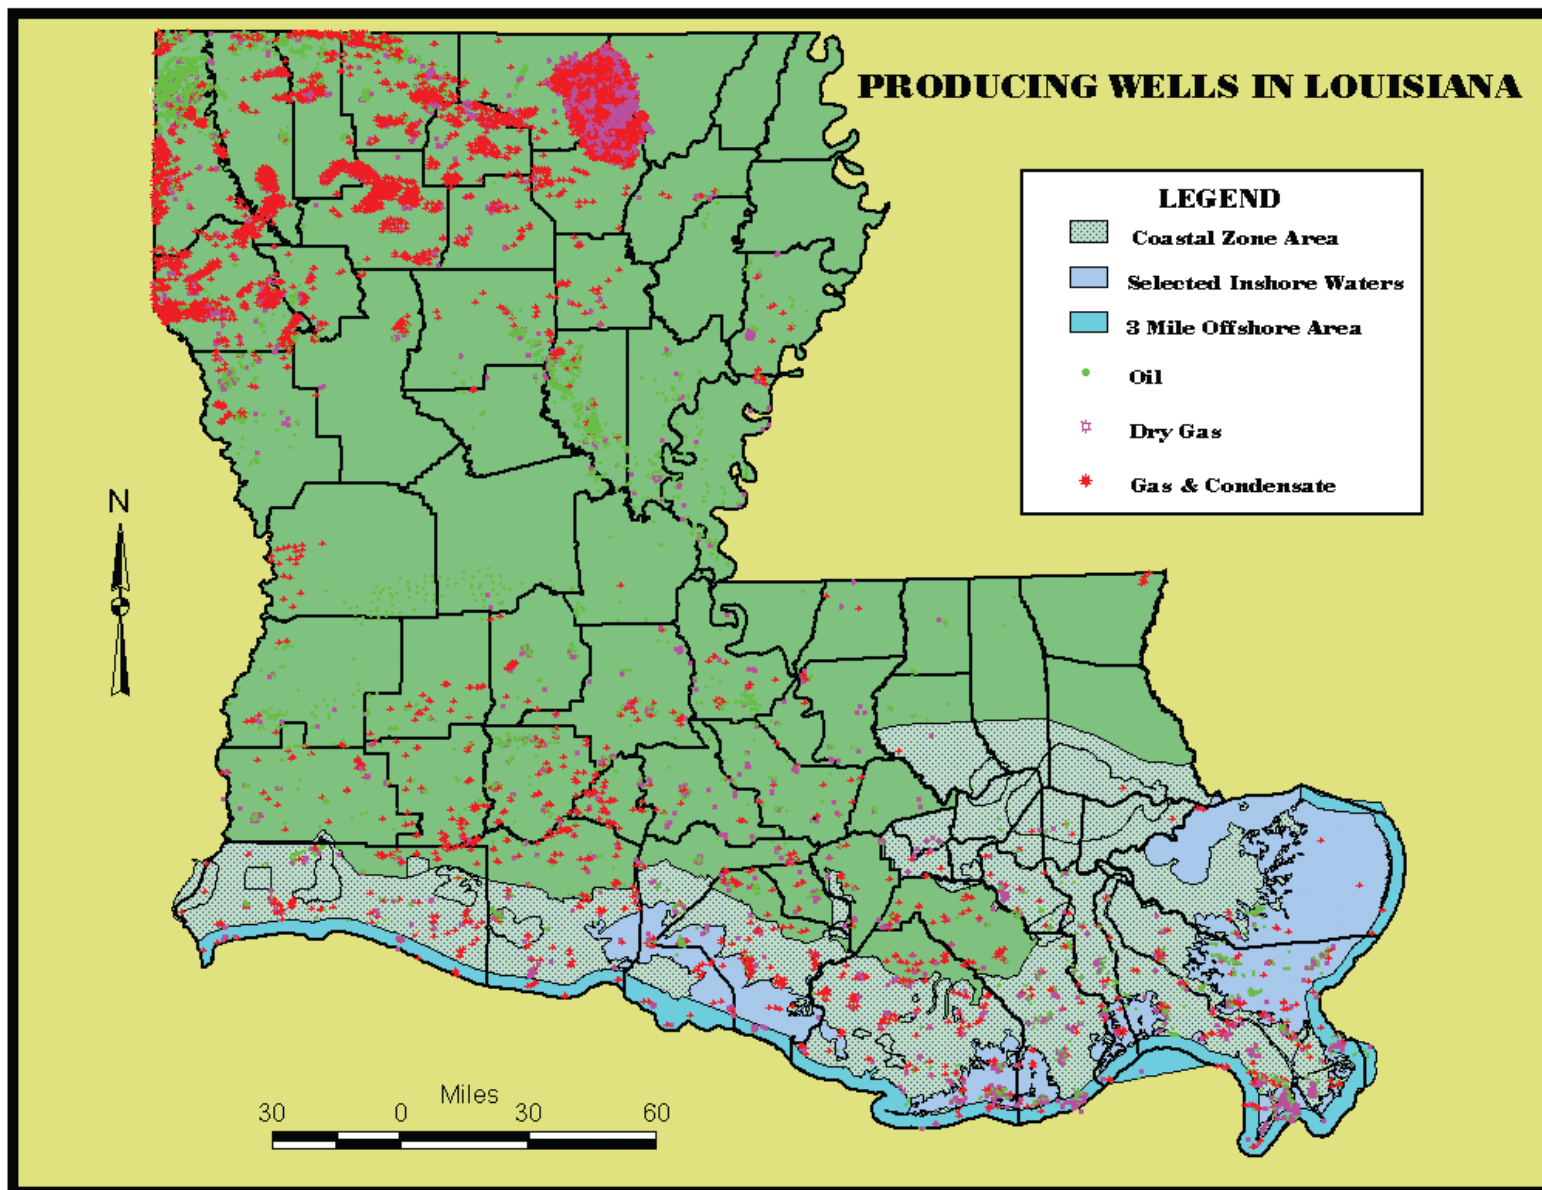 PRODUCING WELLS IN LOUISIANA
LEGEND
Coastal Zone Area
Selected Inshore Waters
3 Mile Offshore Area
Oil
Dry Gas
Gas & Condensate
N
Miles
30 0 30 60